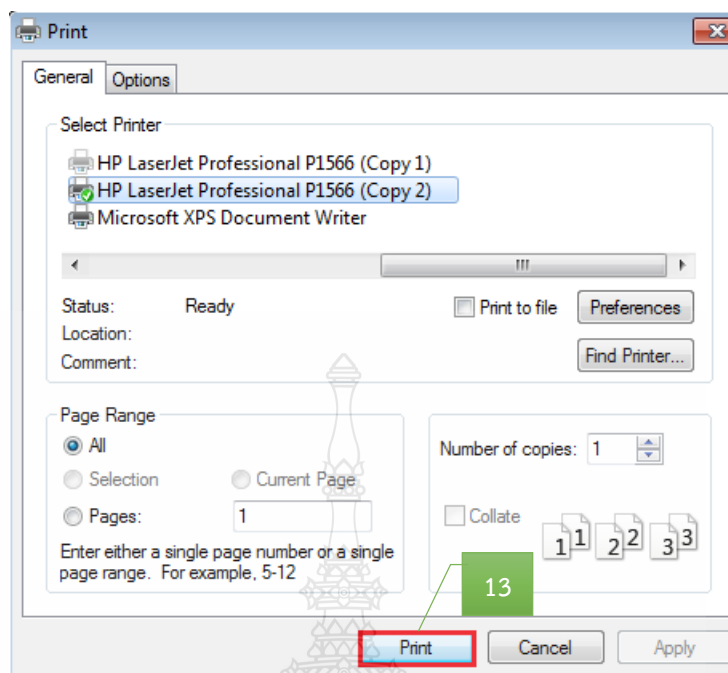 Print
General Options
Select Printer
HP LaserJet Professional P1566 (Copy 1)
HP LaserJet Professional P1566 (Copy 2)
Microsoft XPS Document Writer
Status: Ready
Print to file Preferences
Location:
Comment:
Find Printer...
Page Range
All
Selection Current Page
Pages: 1
Enter either a single page number or a single
page range. For example, 5-12
Number of copies: 1
Collate
1 1 2 2 3 3
13
Print Cancel Apply